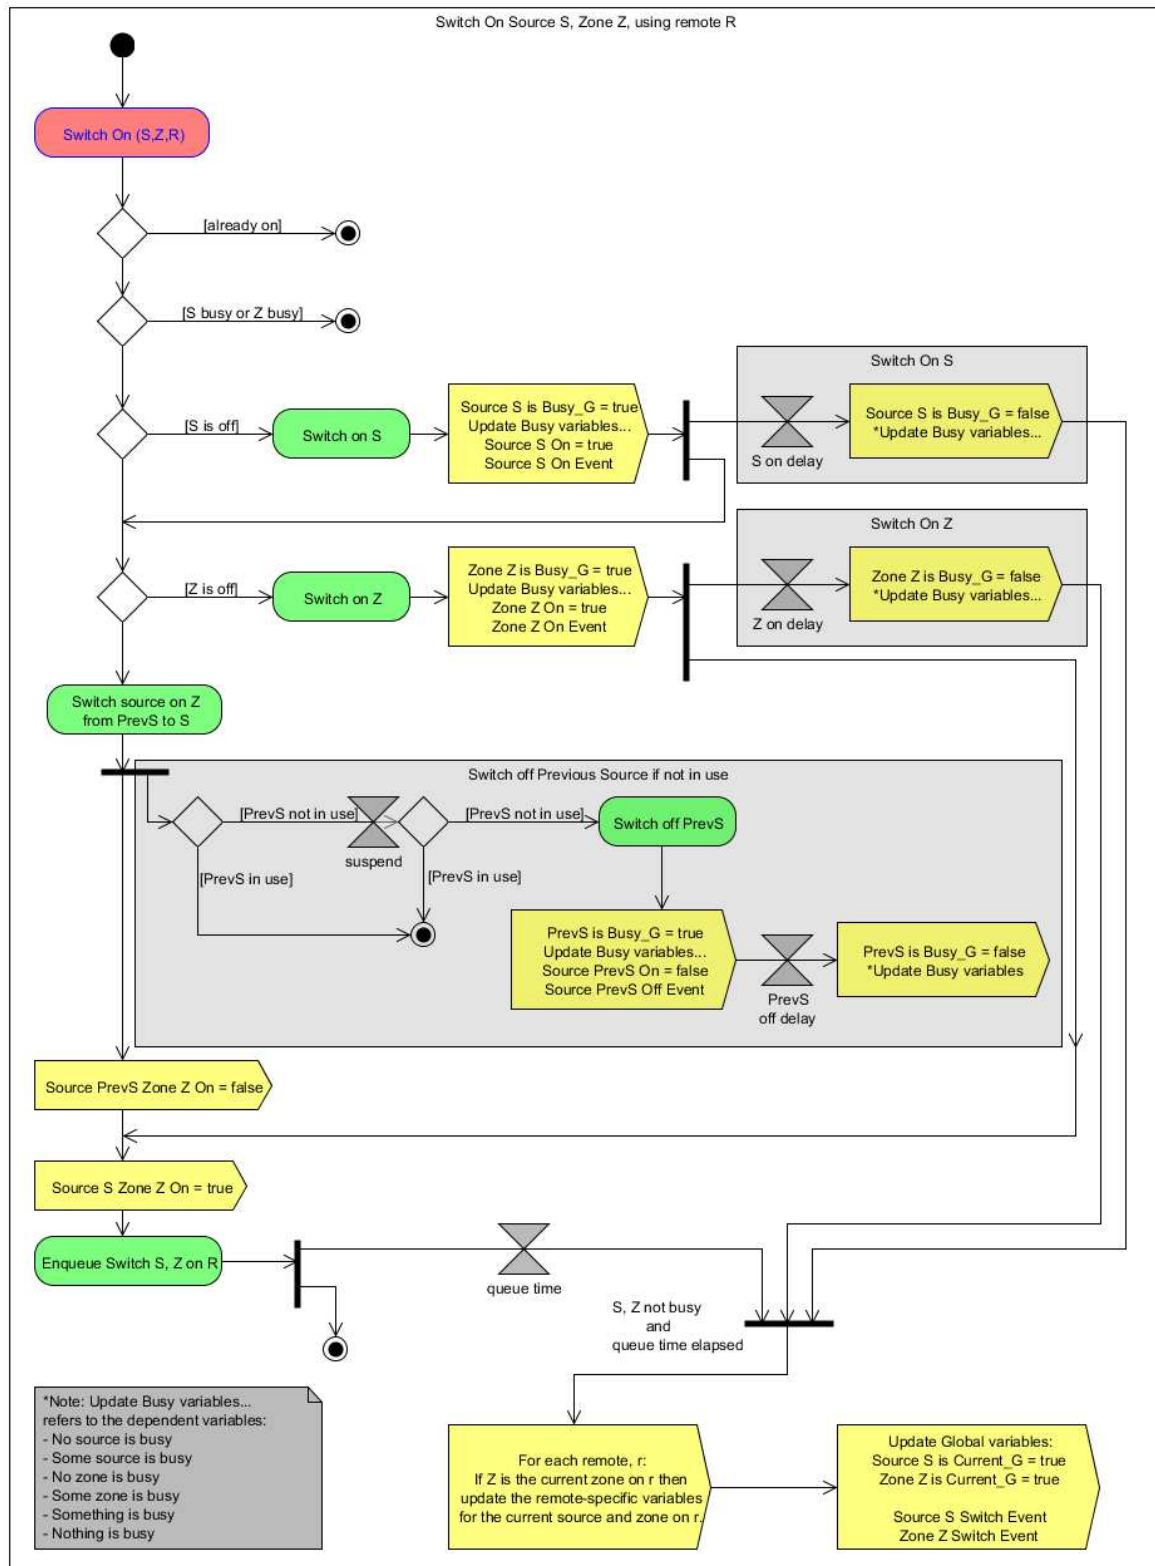 Switch On Source S, Zone Z, using remote R
Switch On (S,Z,R)
[already on]
[S busy or Z busy]
[S is off]
Switch on S
Source S is Busy_G = true
Update Busy variables...
Source S On = true
Source S On Event
Switch On S
S on delay
Source S is Busy_G = false
*Update Busy variables...
[Z is off]
Switch on Z
Zone Z is Busy_G = true
Update Busy variables...
Zone Z On = true
Zone Z On Event
Switch On Z
Z on delay
Zone Z is Busy_G = false
*Update Busy variables...
Switch source on Z
from PrevS to S
Switch off Previous Source if not in use
[PrevS not in use]
suspend
[PrevS not in use]
Switch off PrevS
[PrevS in use]
[PrevS in use]
PrevS is Busy_G = true
Update Busy variables...
Source PrevS On = false
Source PrevS Off Event
PrevS
off delay
PrevS is Busy_G = false
*Update Busy variables
Source PrevS Zone Z On = false
Source S Zone Z On = true
Enqueue Switch S, Z on R
queue time
S, Z not busy
and
queue time elapsed
*Note: Update Busy variables...
refers to the dependent variables:
- No source is busy
- Some source is busy
- No zone is busy
- Some zone is busy
- Something is busy
- Nothing is busy
For each remote, r:
If Z is the current zone on r then
update the remote-specific variables
for the current source and zone on r.
Update Global variables:
Source S is Current_G = true
Zone Z is Current_G = true
Source S Switch Event
Zone Z Switch Event